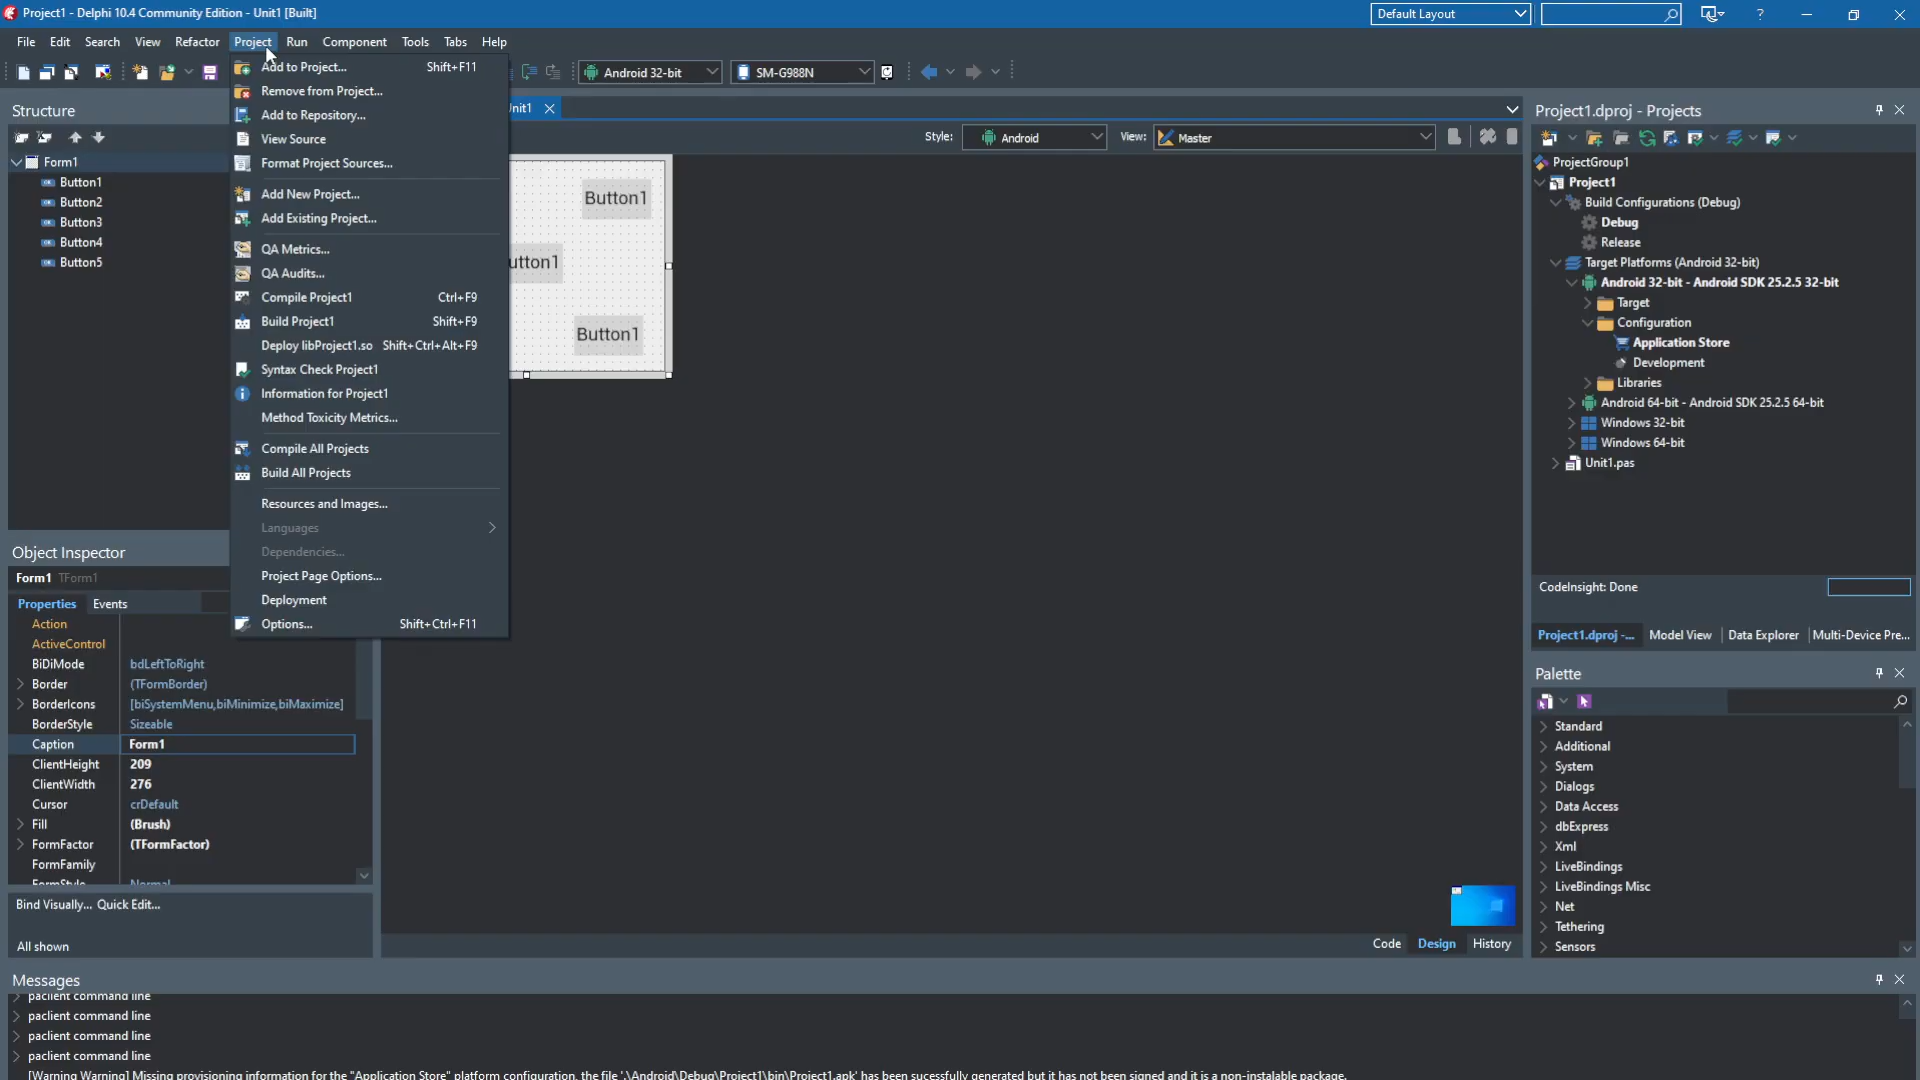 Project1 - Delphi 10.4 Community Edition - Unit1 [Built]
Default Layout
File Edit Search View Refactor Project Run Component Tools Tabs Help
Android 32-bit
SM-G988N
Add to Project... Shift+F11
Remove from Project...
Add to Repository...
View Source
Format Project Sources...
Add New Project...
Add Existing Project...
QA Metrics...
QA Audits...
Compile Project1 Ctrl+F9
Build Project1 Shift+F9
Deploy libProject1.so Shift+Ctrl+Alt+F9
Syntax Check Project1
Information for Project1
Method Toxicity Metrics...
Compile All Projects
Build All Projects
Resources and Images...
Languages
Dependencies...
Project Page Options...
Deployment
Options... Shift+Ctrl+F11
Structure
Form1
Button1
Button2
Button3
Button4
Button5
Object Inspector
Form1 TForm1
Properties Events
Action
ActiveControl
BiDiMode bdLeftToRight
Border (TFormBorder)
BorderIcons [biSystemMenu,biMinimize,biMaximize]
BorderStyle Sizeable
Caption Form1
ClientHeight 209
ClientWidth 276
Cursor crDefault
Fill (Brush)
FormFactor (TFormFactor)
FormFamily
FormStyle Normal
Bind Visually... Quick Edit...
All shown
nit1
Style: Android View: Master
Button1
utton1
Button1
Code Design History
Project1.dproj - Projects
ProjectGroup1
Project1
Build Configurations (Debug)
Debug
Release
Target Platforms (Android 32-bit)
Android 32-bit - Android SDK 25.2.5 32-bit
Target
Configuration
Application Store
Development
Libraries
Android 64-bit - Android SDK 25.2.5 64-bit
Windows 32-bit
Windows 64-bit
Unit1.pas
CodeInsight: Done
Project1.dproj -... Model View Data Explorer Multi-Device Pre...
Palette
Standard
Additional
System
Dialogs
Data Access
dbExpress
Xml
LiveBindings
LiveBindings Misc
Net
Tethering
Sensors
Messages
paclient command line
paclient command line
paclient command line
paclient command line
[Warning Warning] Missing provisioning information for the "Application Store" platform configuration, the file '.\Android\Debug\Project1\bin\Project1.apk' has been sucessfully generated but it has not been signed and it is a non-instalable package.